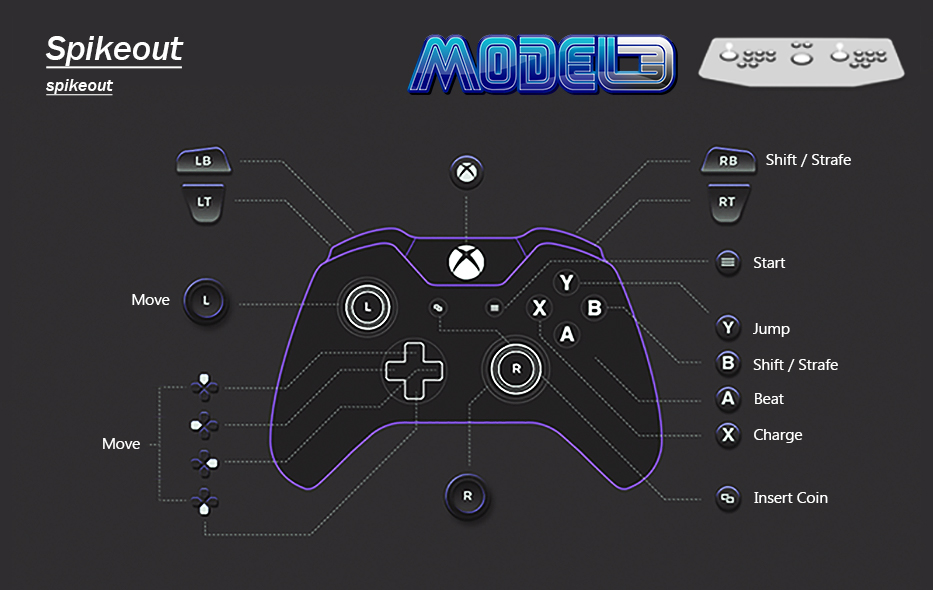 Spikeout
spikeout
MODEL3
LB
RB Shift / Strafe
LT
RT
Start
Y
Move L
L
X
B
A
Y Jump
R
B Shift / Strafe
A Beat
Move
X Charge
R
Insert Coin